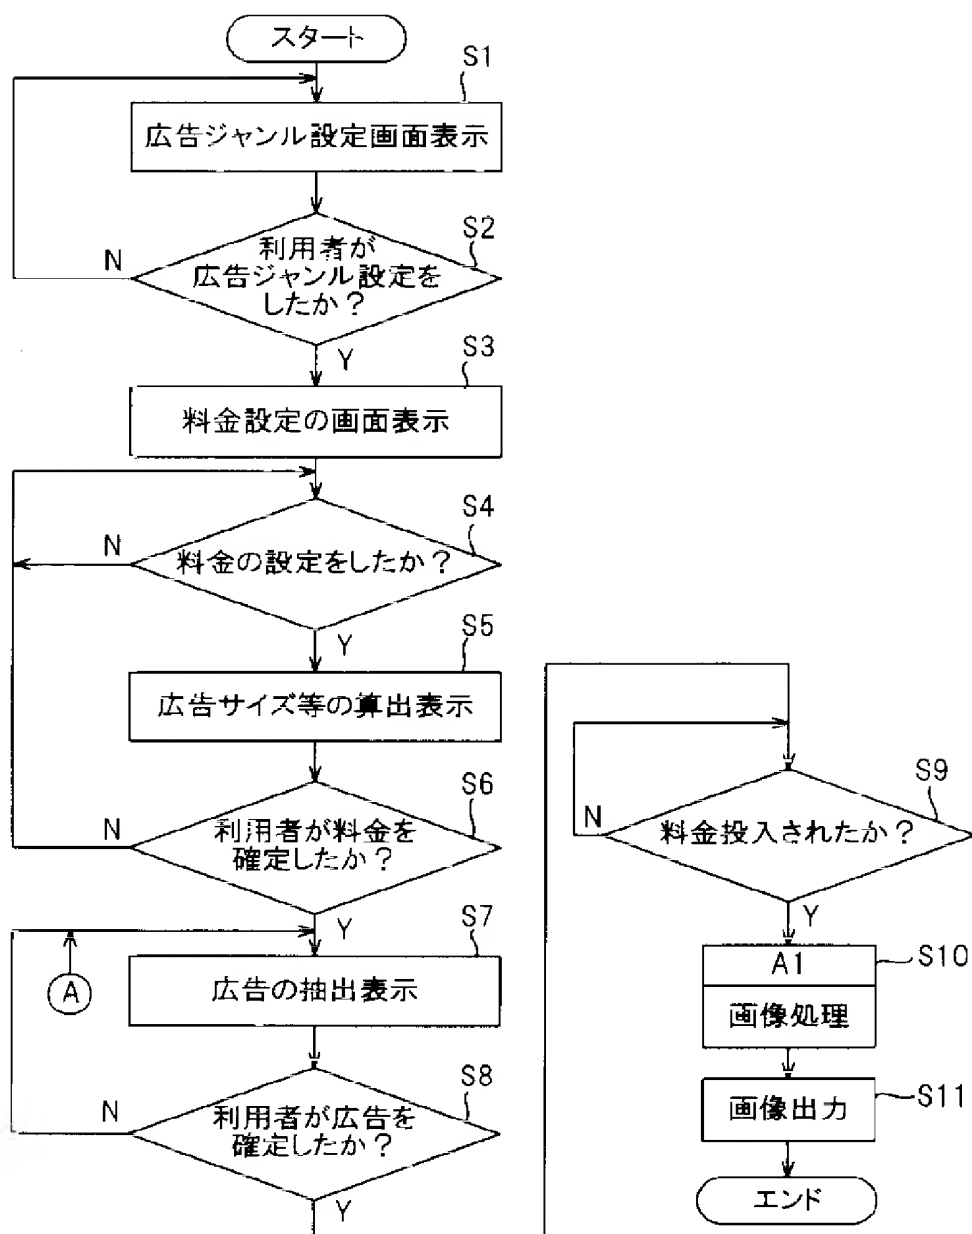 スタート
S1
広告ジャンル設定画面表示
S2
利用者が
広告ジャンル設定を
したか？
N
Y
S3
料金設定の画面表示
S4
料金の設定をしたか？
N
Y
S5
広告サイズ等の算出表示
S6
利用者が料金を
確定したか？
N
Y
A
S7
広告の抽出表示
S8
利用者が広告を
確定したか？
N
Y
S9
料金投入されたか？
N
Y
A1
S10
画像処理
画像出力
S11
エンド